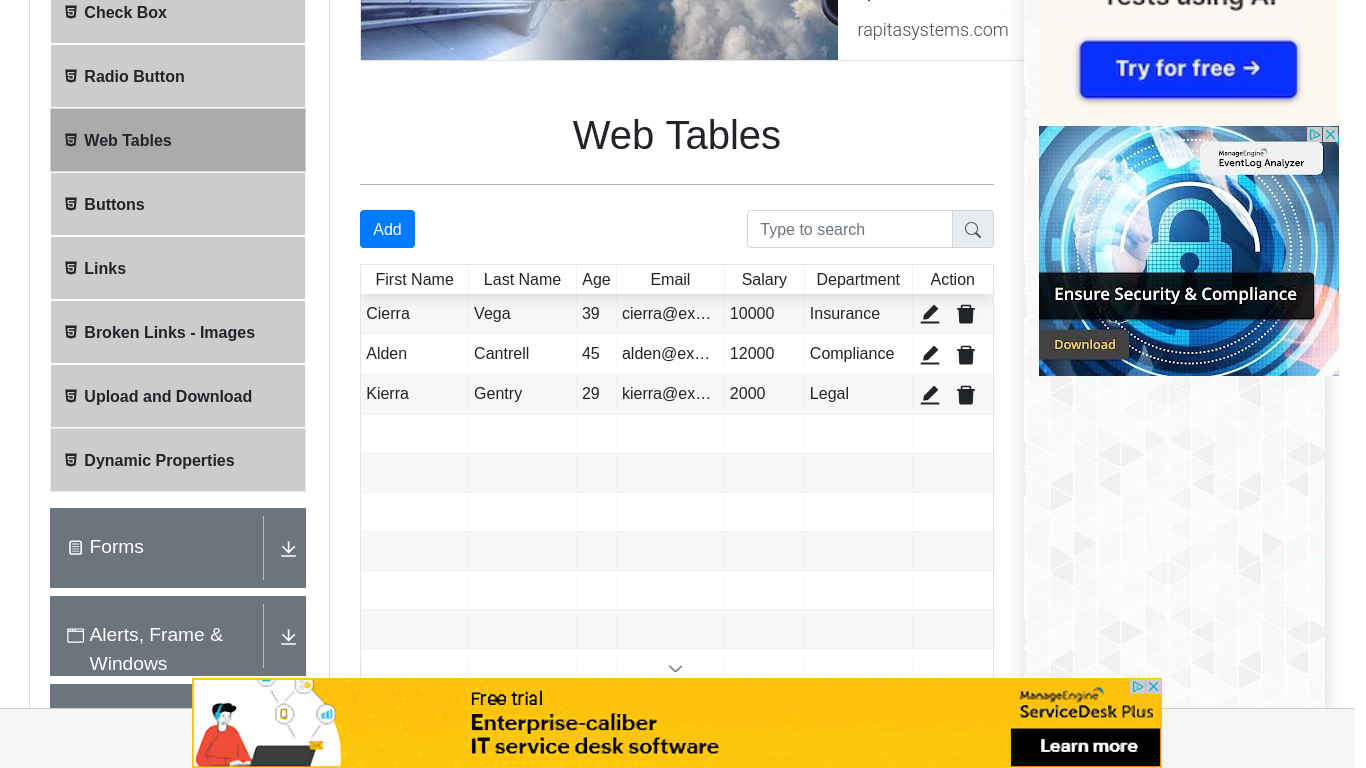 Check Box
Radio Button
Web Tables
Buttons
Links
Broken Links - Images
Upload and Download
Dynamic Properties
Forms
Alerts, Frame &
Windows
rapitasystems.com
Web Tables
Add
Type to search
First Name Last Name Age Email Salary Department Action
Cierra Vega 39 cierra@ex… 10000 Insurance
Alden Cantrell 45 alden@ex… 12000 Compliance
Kierra Gentry 29 kierra@ex… 2000 Legal
Tests using AI
Try for free →
ManageEngine
EventLog Analyzer
Ensure Security & Compliance
Download
Free trial
Enterprise-caliber
IT service desk software
ManageEngine
ServiceDesk Plus
Learn more